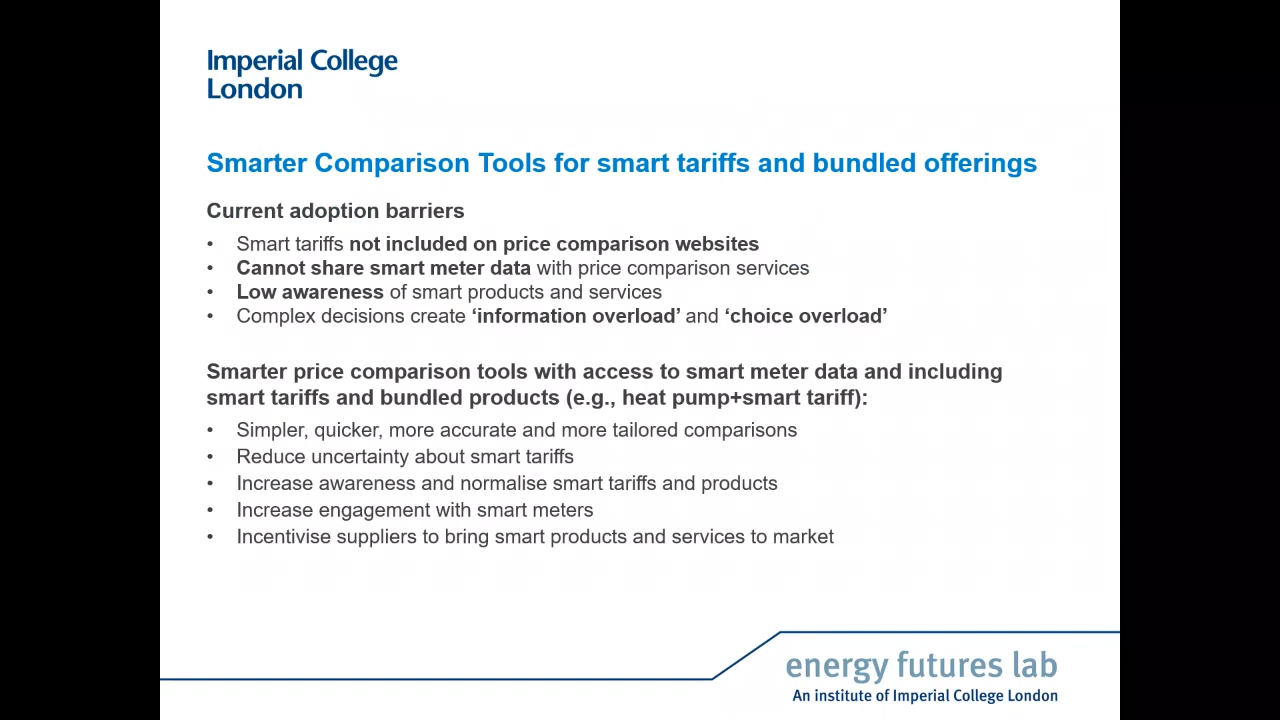 Imperial College
London
Smarter Comparison Tools for smart tariffs and bundled offerings
Current adoption barriers
• Smart tariffs not included on price comparison websites
• Cannot share smart meter data with price comparison services
• Low awareness of smart products and services
• Complex decisions create ‘information overload’ and ‘choice overload’
Smarter price comparison tools with access to smart meter data and including
smart tariffs and bundled products (e.g., heat pump+smart tariff):
• Simpler, quicker, more accurate and more tailored comparisons
• Reduce uncertainty about smart tariffs
• Increase awareness and normalise smart tariffs and products
• Increase engagement with smart meters
• Incentivise suppliers to bring smart products and services to market
energy futures lab
An institute of Imperial College London